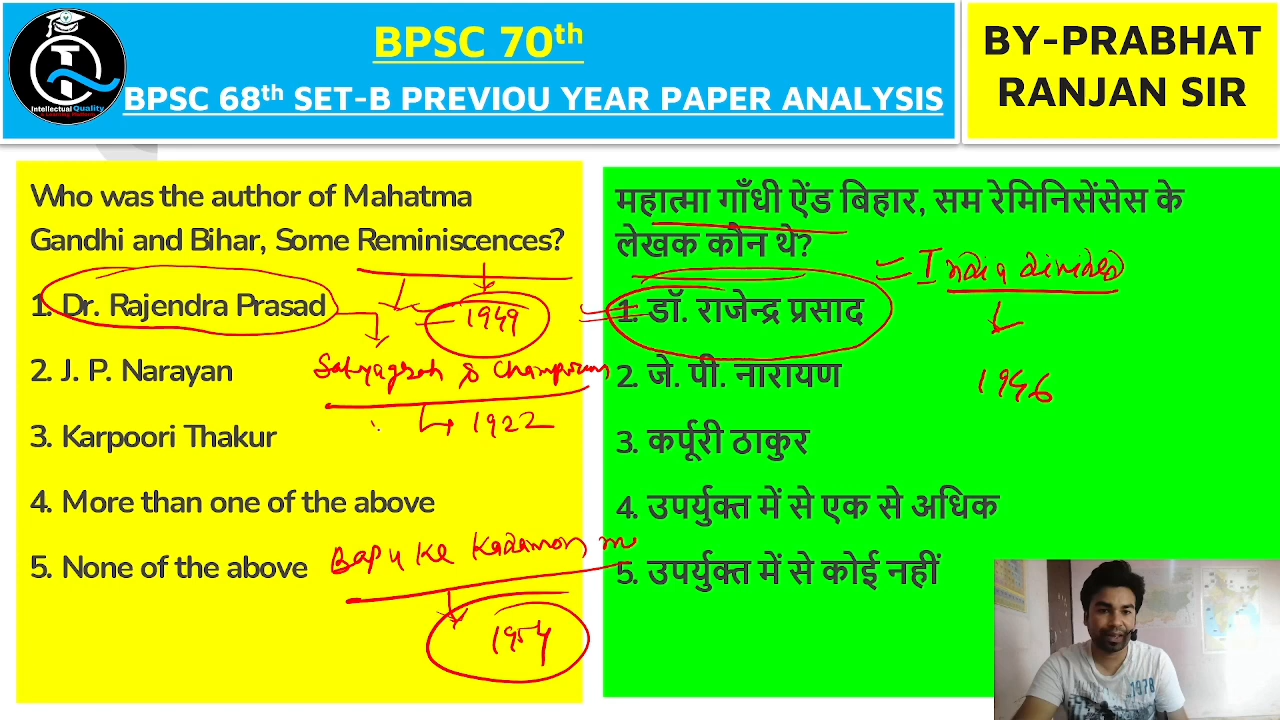 BPSC 70th
BPSC 68th SET-B PREVIOU YEAR PAPER ANALYSIS
BY-PRABHAT
RANJAN SIR
Intellectual Quality
Who was the author of Mahatma
Gandhi and Bihar, Some Reminiscences?
1. Dr. Rajendra Prasad
1949
Satyagrah & Champaran
1922
2. J. P. Narayan
3. Karpoori Thakur
4. More than one of the above
5. None of the above
Bapu ke kadamon me
1954
महात्मा गाँधी ऐंड बिहार, सम रेमिनिसेंसेस के
लेखक कौन थे?
= India divided
1946
1. डॉ. राजेन्द्र प्रसाद
2. जे. पी. नारायण
3. कर्पूरी ठाकुर
4. उपर्युक्त में से एक से अधिक
5. उपर्युक्त में से कोई नहीं
1978